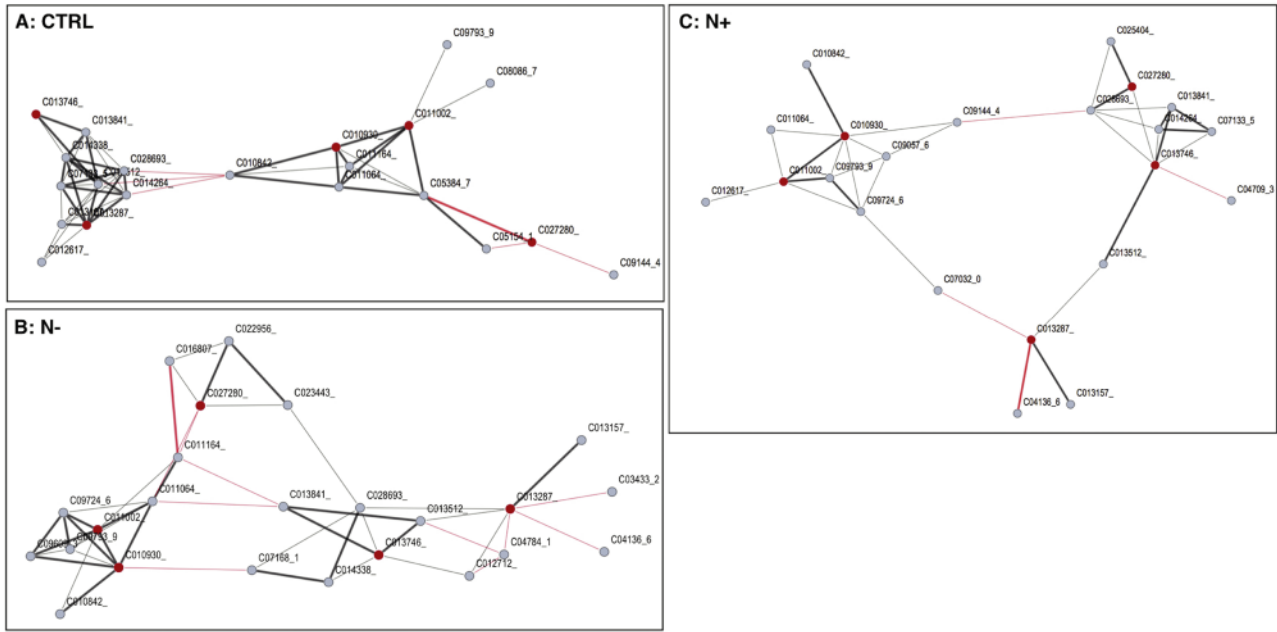 A: CTRL
C09793_9
C08086_7
C013746_
C013841_
C011002_
C014338_
C010930_
C028693_
C010842_
C011164_
C014264_
C011064_
C05384_7
C013287_
C012617_
C05154_1
C027280_
C09144_4
B: N-
C022956_
C016807_
C027280_
C023443_
C011164_
C013157_
C03433_2
C09724_6
C011064_
C013841_
C028693_
C013287_
C011002_
C013512_
C09793_9
C013746_
C04784_1
C04136_6
C010930_
C07168_1
C014338_
C012712_
C010842_
C: N+
C025404_
C010842_
C027280_
C09144_4
C028693_
C013841_
C011064_
C010930_
C014264_
C07133_5
C09057_6
C011002_
C09793_9
C013746_
C012617_
C09724_6
C04709_3
C013512_
C07032_0
C013287_
C04136_6
C013157_